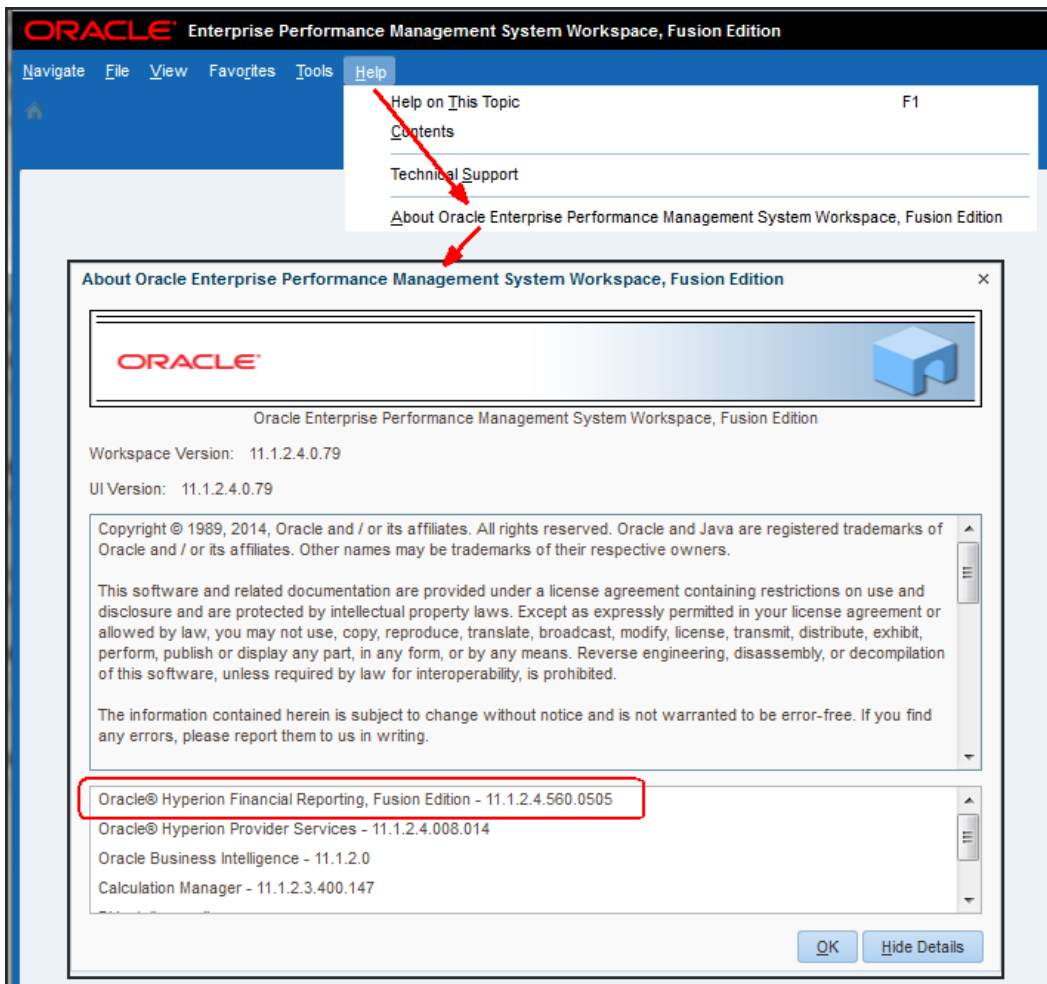 ORACLE® Enterprise Performance Management System Workspace, Fusion Edition
Navigate File View Favorites Tools Help
Help on This Topic F1
Contents
Technical Support
About Oracle Enterprise Performance Management System Workspace, Fusion Edition
About Oracle Enterprise Performance Management System Workspace, Fusion Edition ×
ORACLE®
Oracle Enterprise Performance Management System Workspace, Fusion Edition
Workspace Version: 11.1.2.4.0.79
UI Version: 11.1.2.4.0.79
Copyright © 1989, 2014, Oracle and / or its affiliates. All rights reserved. Oracle and Java are registered trademarks of
Oracle and / or its affiliates. Other names may be trademarks of their respective owners.
This software and related documentation are provided under a license agreement containing restrictions on use and
disclosure and are protected by intellectual property laws. Except as expressly permitted in your license agreement or
allowed by law, you may not use, copy, reproduce, translate, broadcast, modify, license, transmit, distribute, exhibit,
perform, publish or display any part, in any form, or by any means. Reverse engineering, disassembly, or decompilation
of this software, unless required by law for interoperability, is prohibited.
The information contained herein is subject to change without notice and is not warranted to be error-free. If you find
any errors, please report them to us in writing.
Oracle® Hyperion Financial Reporting, Fusion Edition - 11.1.2.4.560.0505
Oracle® Hyperion Provider Services - 11.1.2.4.008.014
Oracle Business Intelligence - 11.1.2.0
Calculation Manager - 11.1.2.3.400.147
OK Hide Details